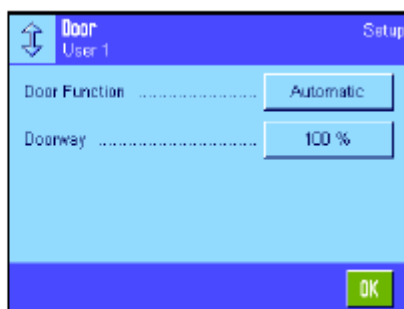 Door Setup
User 1
Door Function ........................ Automatic
Doorway ................................ 100 %
OK